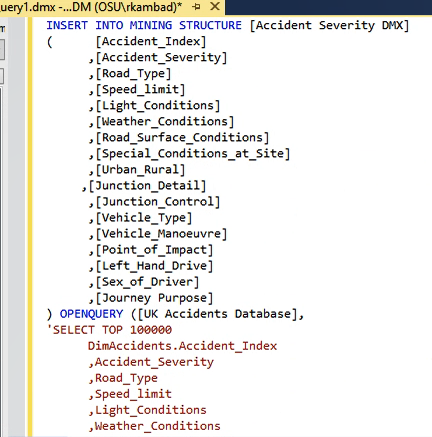 uery1.dmx -...DM (OSU\rkambad)*
INSERT INTO MINING STRUCTURE [Accident Severity DMX]
( [Accident_Index]
,[Accident_Severity]
,[Road_Type]
,[Speed_limit]
,[Light_Conditions]
,[Weather_Conditions]
,[Road_Surface_Conditions]
,[Special_Conditions_at_Site]
,[Urban_Rural]
,[Junction_Detail]
,[Junction_Control]
,[Vehicle_Type]
,[Vehicle_Manoeuvre]
,[Point_of_Impact]
,[Left_Hand_Drive]
,[Sex_of_Driver]
,[Journey Purpose]
) OPENQUERY ([UK Accidents Database],
'SELECT TOP 100000
DimAccidents.Accident_Index
,Accident_Severity
,Road_Type
,Speed_limit
,Light_Conditions
,Weather_Conditions